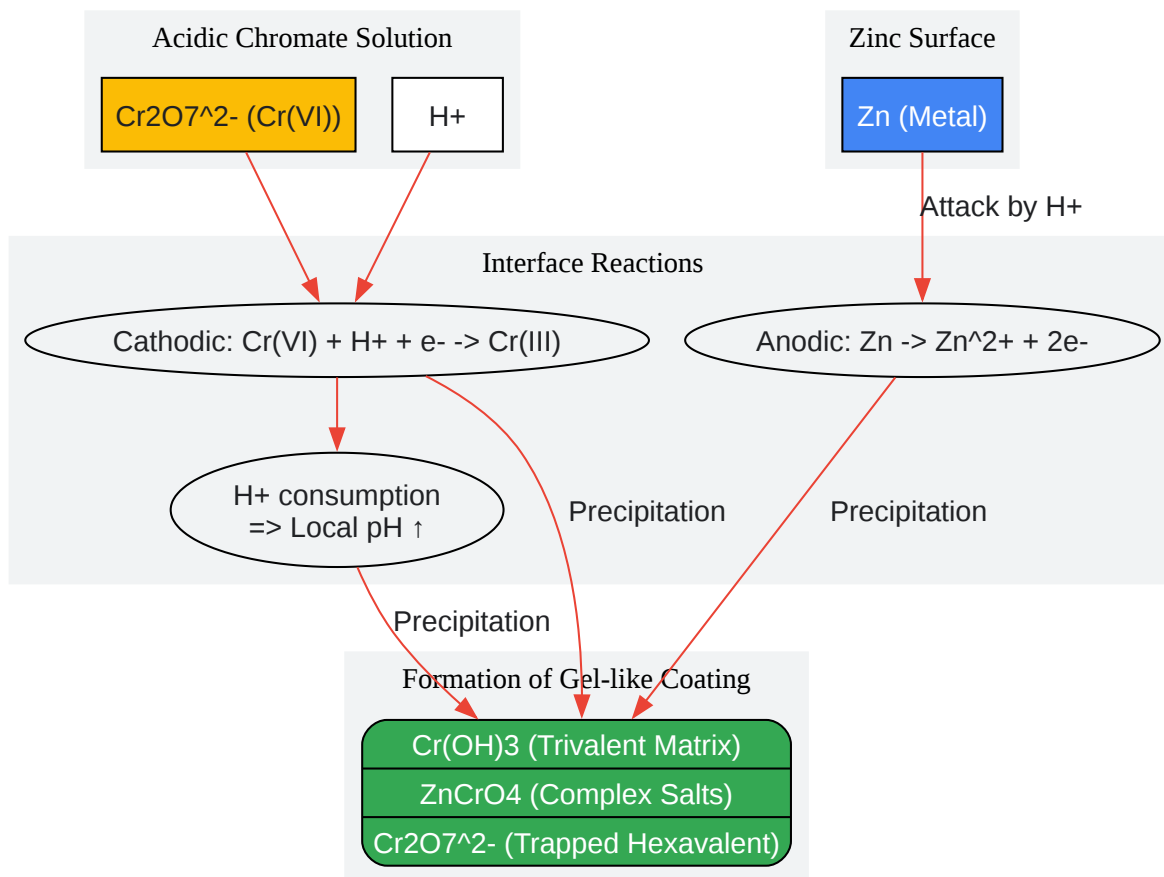 Acidic Chromate Solution
Zinc Surface
Cr2O7^2- (Cr(VI))
H+
Zn (Metal)
Attack by H+
Interface Reactions
Cathodic: Cr(VI) + H+ + e- -> Cr(III)
Anodic: Zn -> Zn^2+ + 2e-
H+ consumption
=> Local pH ↑
Precipitation
Precipitation
Precipitation
Formation of Gel-like Coating
Cr(OH)3 (Trivalent Matrix)
ZnCrO4 (Complex Salts)
Cr2O7^2- (Trapped Hexavalent)